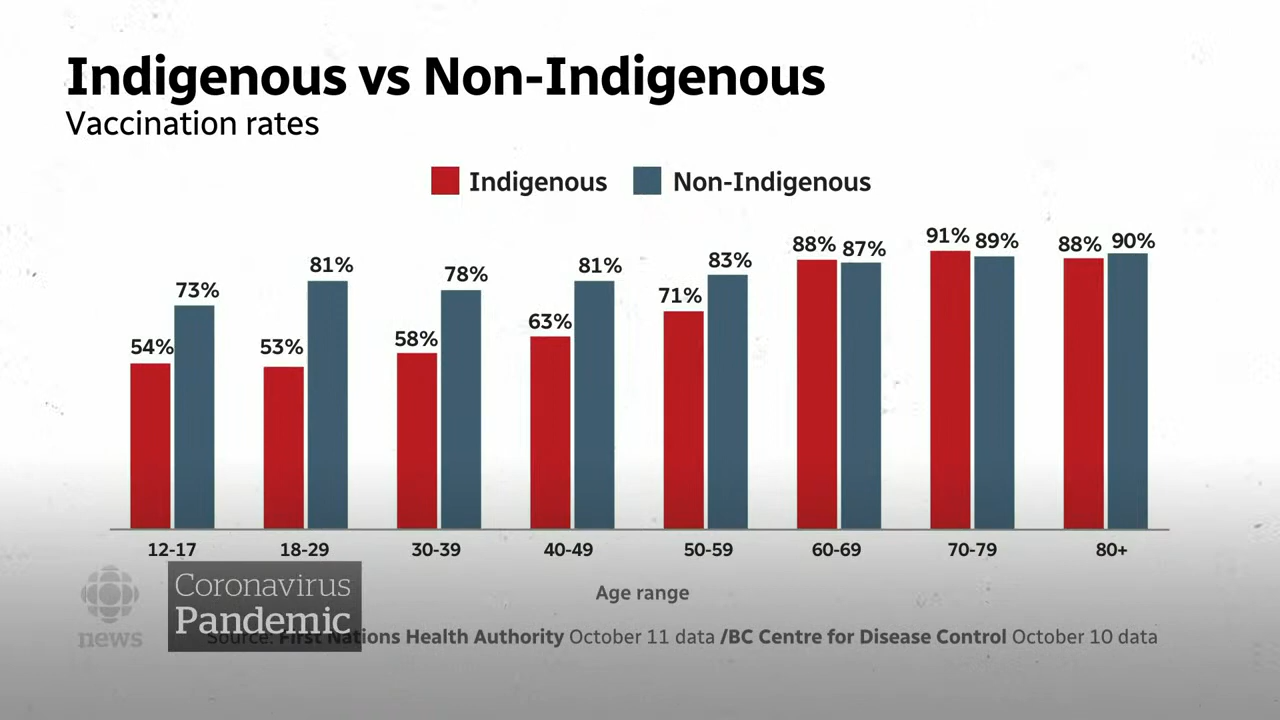 Indigenous vs Non-Indigenous
Vaccination rates
Indigenous Non-Indigenous
54% 73% 53% 81% 58% 78% 63% 81% 71% 83% 88% 87% 91% 89% 88% 90%
12-17 18-29 30-39 40-49 50-59 60-69 70-79 80+
Age range
Coronavirus
Pandemic
news
Source: First Nations Health Authority October 11 data /BC Centre for Disease Control October 10 data